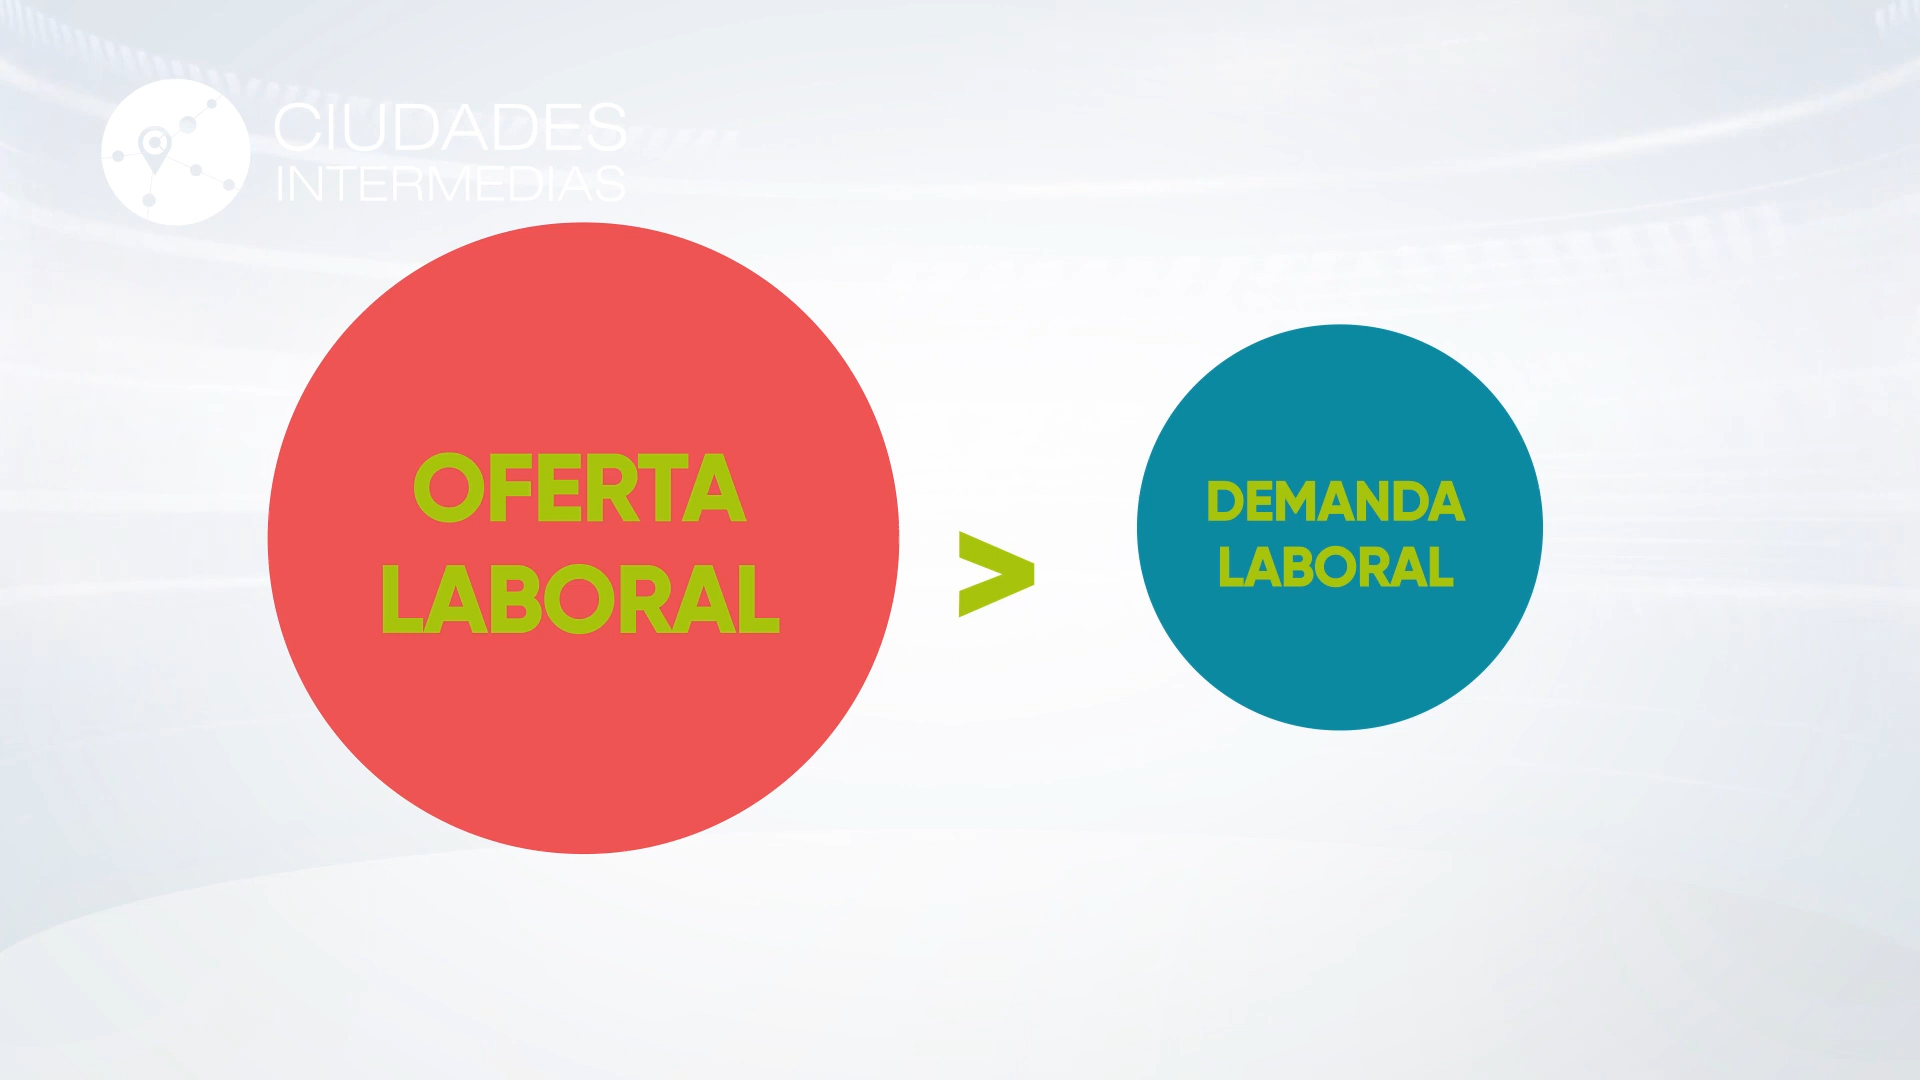 CIUDADES
INTERMEDIAS
OFERTA
LABORAL
>
DEMANDA
LABORAL